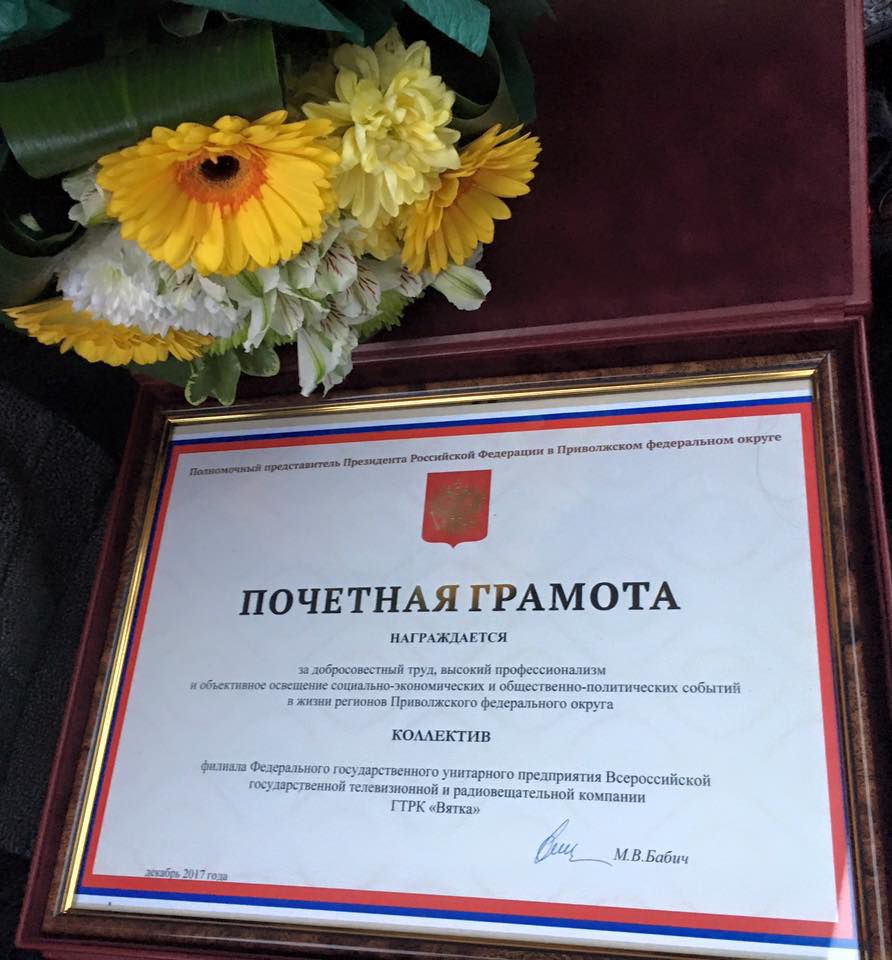 Полномочный представитель Президента Российской Федерации в Приволжском федеральном округе
ПОЧЕТНАЯ ГРАМОТА
НАГРАЖДАЕТСЯ
за добросовестный труд, высокий профессионализм
и объективное освещение социально-экономических и общественно-политических событий
в жизни регионов Приволжского федерального округа
КОЛЛЕКТИВ
филиала Федерального государственного унитарного предприятия Всероссийской
государственной телевизионной и радиовещательной компании
ГТРК «Вятка»
М.В.Бабич
декабрь 2017 года